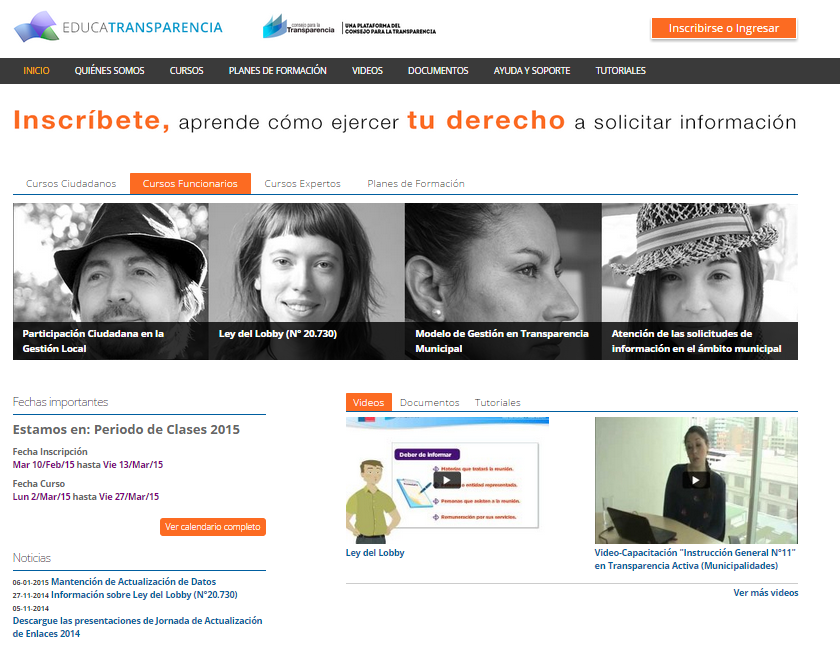 EDUCATRANSPARENCIA
consejo para la
Transparencia
UNA PLATAFORMA DEL
CONSEJO PARA LA TRANSPARENCIA
Inscribirse o Ingresar
INICIO QUIÉNES SOMOS CURSOS PLANES DE FORMACIÓN VIDEOS DOCUMENTOS AYUDA Y SOPORTE TUTORIALES
Inscríbete, aprende cómo ejercer tu derecho a solicitar información
Cursos Ciudadanos Cursos Funcionarios Cursos Expertos Planes de Formación
Participación Ciudadana en la
Gestión Local
Ley del Lobby (Nº 20.730)
Modelo de Gestión en Transparencia
Municipal
Atención de las solicitudes de
información en el ámbito municipal
Fechas importantes
Estamos en: Periodo de Clases 2015
Fecha Inscripción
Mar 10/Feb/15 hasta Vie 13/Mar/15
Fecha Curso
Lun 2/Mar/15 hasta Vie 27/Mar/15
Ver calendario completo
Noticias
06-01-2015 Mantención de Actualización de Datos
27-11-2014 Información sobre Ley del Lobby (N°20.730)
05-11-2014
Descargue las presentaciones de Jornada de Actualización
de Enlaces 2014
Videos Documentos Tutoriales
Deber de Informar
Materias que tratará la reunión.
entidad representada.
Personas que asisten a la reunión.
Remuneración por sus servicios.
Ley del Lobby
Video-Capacitación "Instrucción General N°11"
en Transparencia Activa (Municipalidades)
Ver más videos